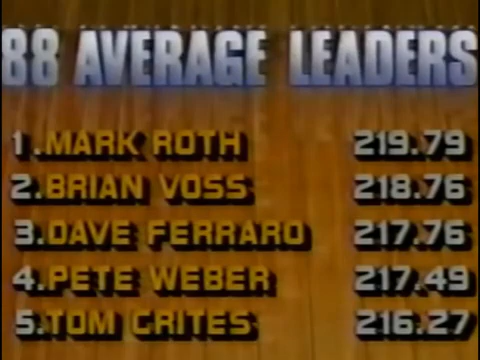 88 AVERAGE LEADERS
1. MARK ROTH 219.79
2. BRIAN VOSS 218.76
3. DAVE FERRARO 217.76
4. PETE WEBER 217.49
5. TOM CRITES 216.27